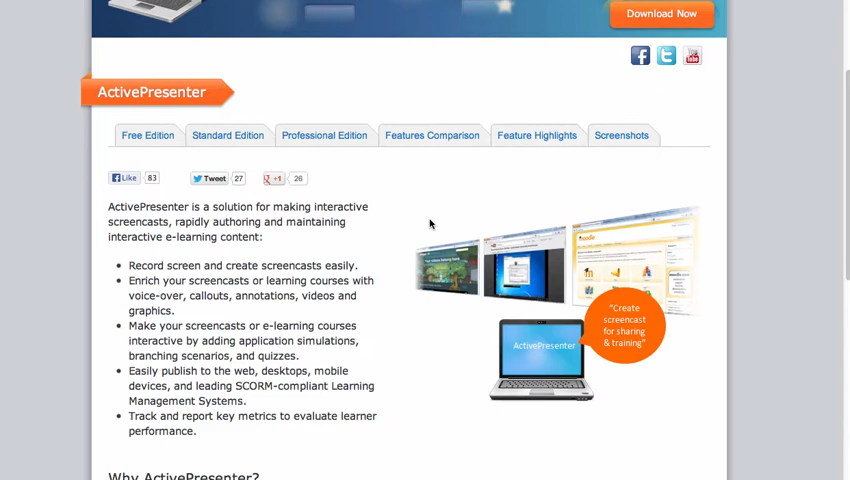 Download Now
ActivePresenter
Free Edition
Standard Edition
Professional Edition
Features Comparison
Feature Highlights
Screenshots
Like 83
Tweet 27
+1 26
ActivePresenter is a solution for making interactive
screencasts, rapidly authoring and maintaining
interactive e-learning content:
• Record screen and create screencasts easily.
• Enrich your screencasts or learning courses with
voice-over, callouts, annotations, videos and
graphics.
• Make your screencasts or e-learning courses
interactive by adding application simulations,
branching scenarios, and quizzes.
• Easily publish to the web, desktops, mobile
devices, and leading SCORM-compliant Learning
Management Systems.
• Track and report key metrics to evaluate learner
performance.
“Create
screencast
for sharing
& training”
ActivePresenter
Why ActivePresenter?